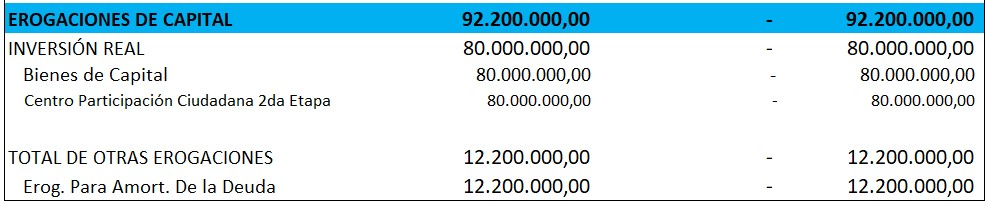 EROGACIONES DE CAPITAL 92.200.000,00 - 92.200.000,00
INVERSIÓN REAL 80.000.000,00 - 80.000.000,00
Bienes de Capital 80.000.000,00 - 80.000.000,00
Centro Participación Ciudadana 2da Etapa 80.000.000,00 - 80.000.000,00
TOTAL DE OTRAS EROGACIONES 12.200.000,00 - 12.200.000,00
Erog. Para Amort. De la Deuda 12.200.000,00 - 12.200.000,00